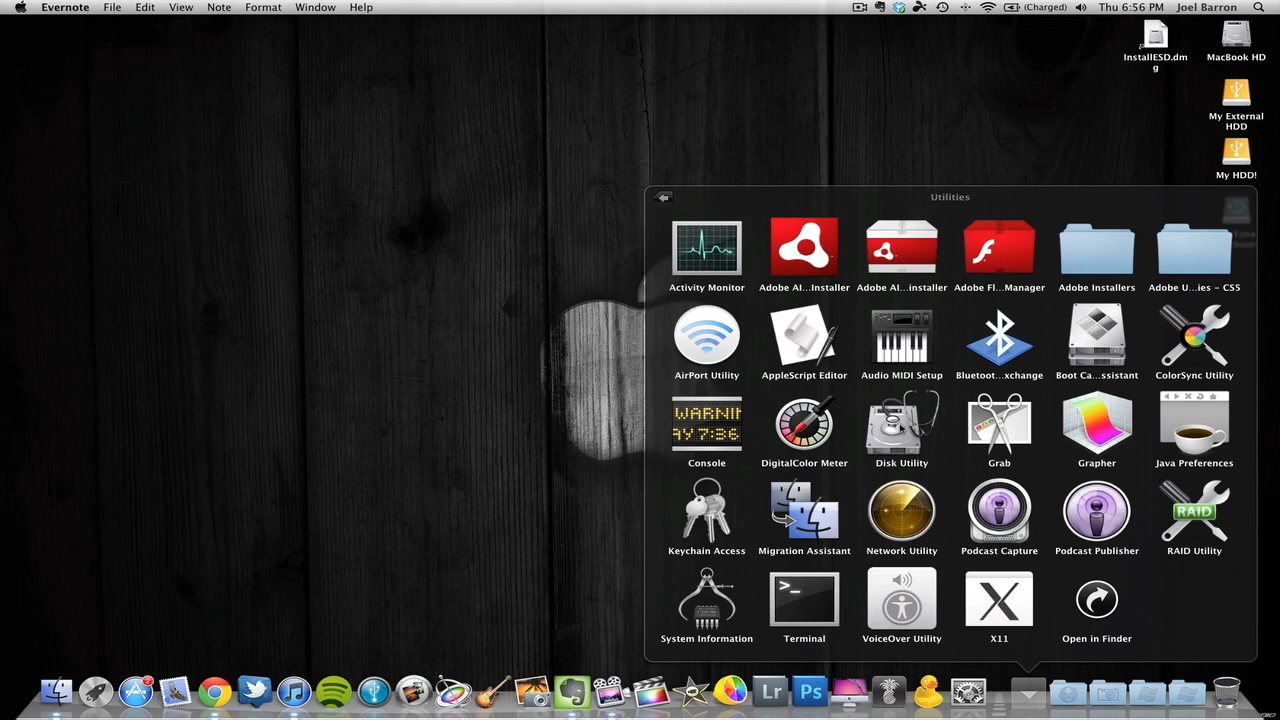 Evernote File Edit View Note Format Window Help (Charged) Thu 6:56 PM Joel Barron
InstallESD.dm
g
MacBook HD
My External
HDD
My HDD!
Utilities
Activity Monitor Adobe AI...Installer Adobe AI...installer Adobe Fl...Manager Adobe Installers Adobe U...ies - CS5
AirPort Utility AppleScript Editor Audio MIDI Setup Bluetoot...xchange Boot Ca...ssistant ColorSync Utility
WARNIN
AY 7:36
Console DigitalColor Meter Disk Utility Grab Grapher Java Preferences
RAID
Keychain Access Migration Assistant Network Utility Podcast Capture Podcast Publisher RAID Utility
>_
X
System Information Terminal VoiceOver Utility X11 Open in Finder
Lr Ps